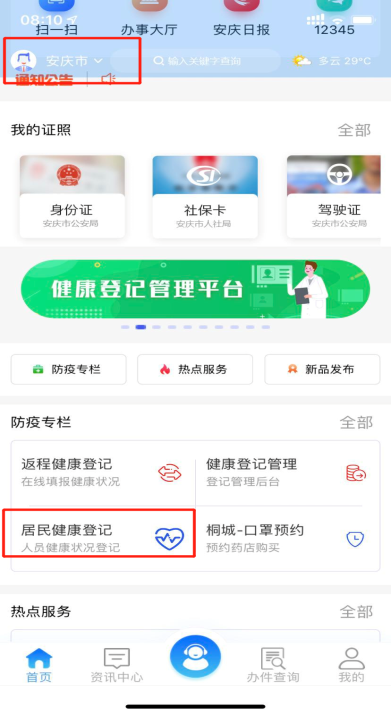 08:10
扫一扫 办事大厅 安庆日报 12345
安庆市 输入关键字查询 多云 29°C
通知公告
我的证照 全部
身份证 社保卡 驾驶证
安庆市公安局 安庆市人社局 安庆市公安局
健康登记管理平台
防疫专栏 热点服务 新品发布
防疫专栏 全部
返程健康登记 健康登记管理
在线填报健康状况 登记管理后台
居民健康登记 桐城-口罩预约
人员健康状况登记 预约药店购买
热点服务 全部
首页 资讯中心 办件查询 我的